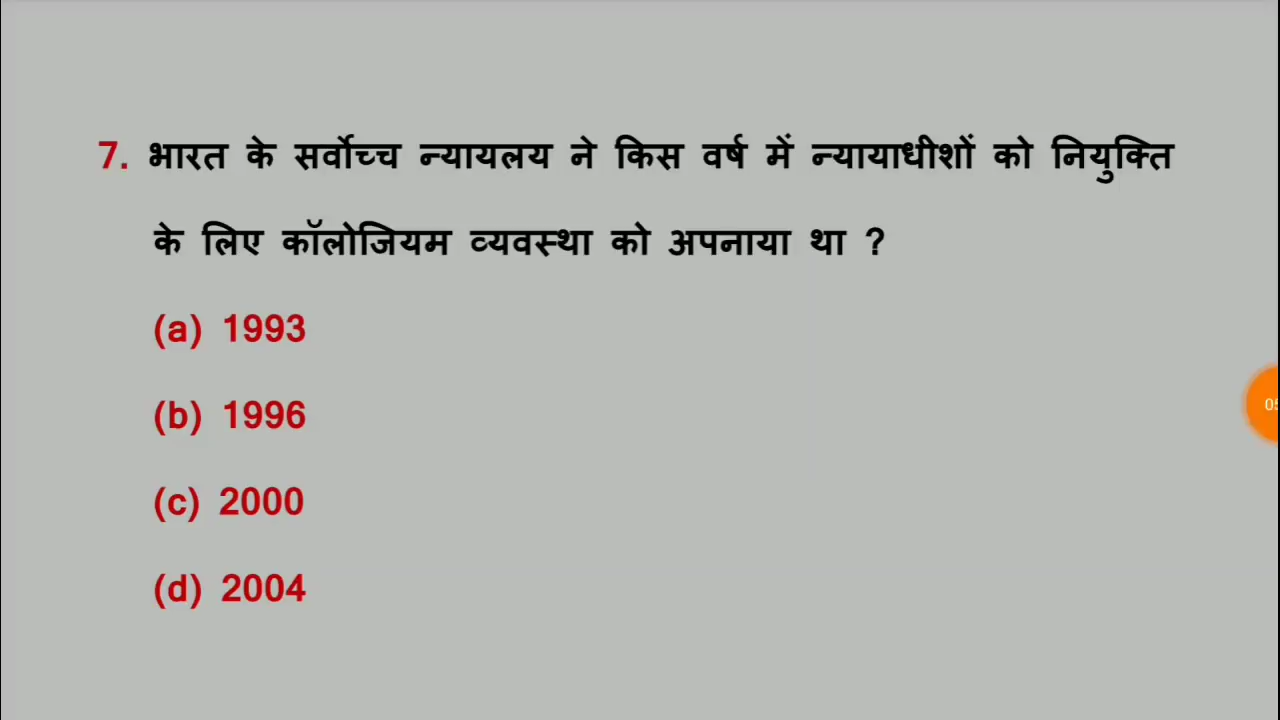 7. भारत के सर्वोच्च न्यायलय ने किस वर्ष में न्यायाधीशों को नियुक्ति
के लिए कॉलोजियम व्यवस्था को अपनाया था ?
(a) 1993
(b) 1996
(c) 2000
(d) 2004